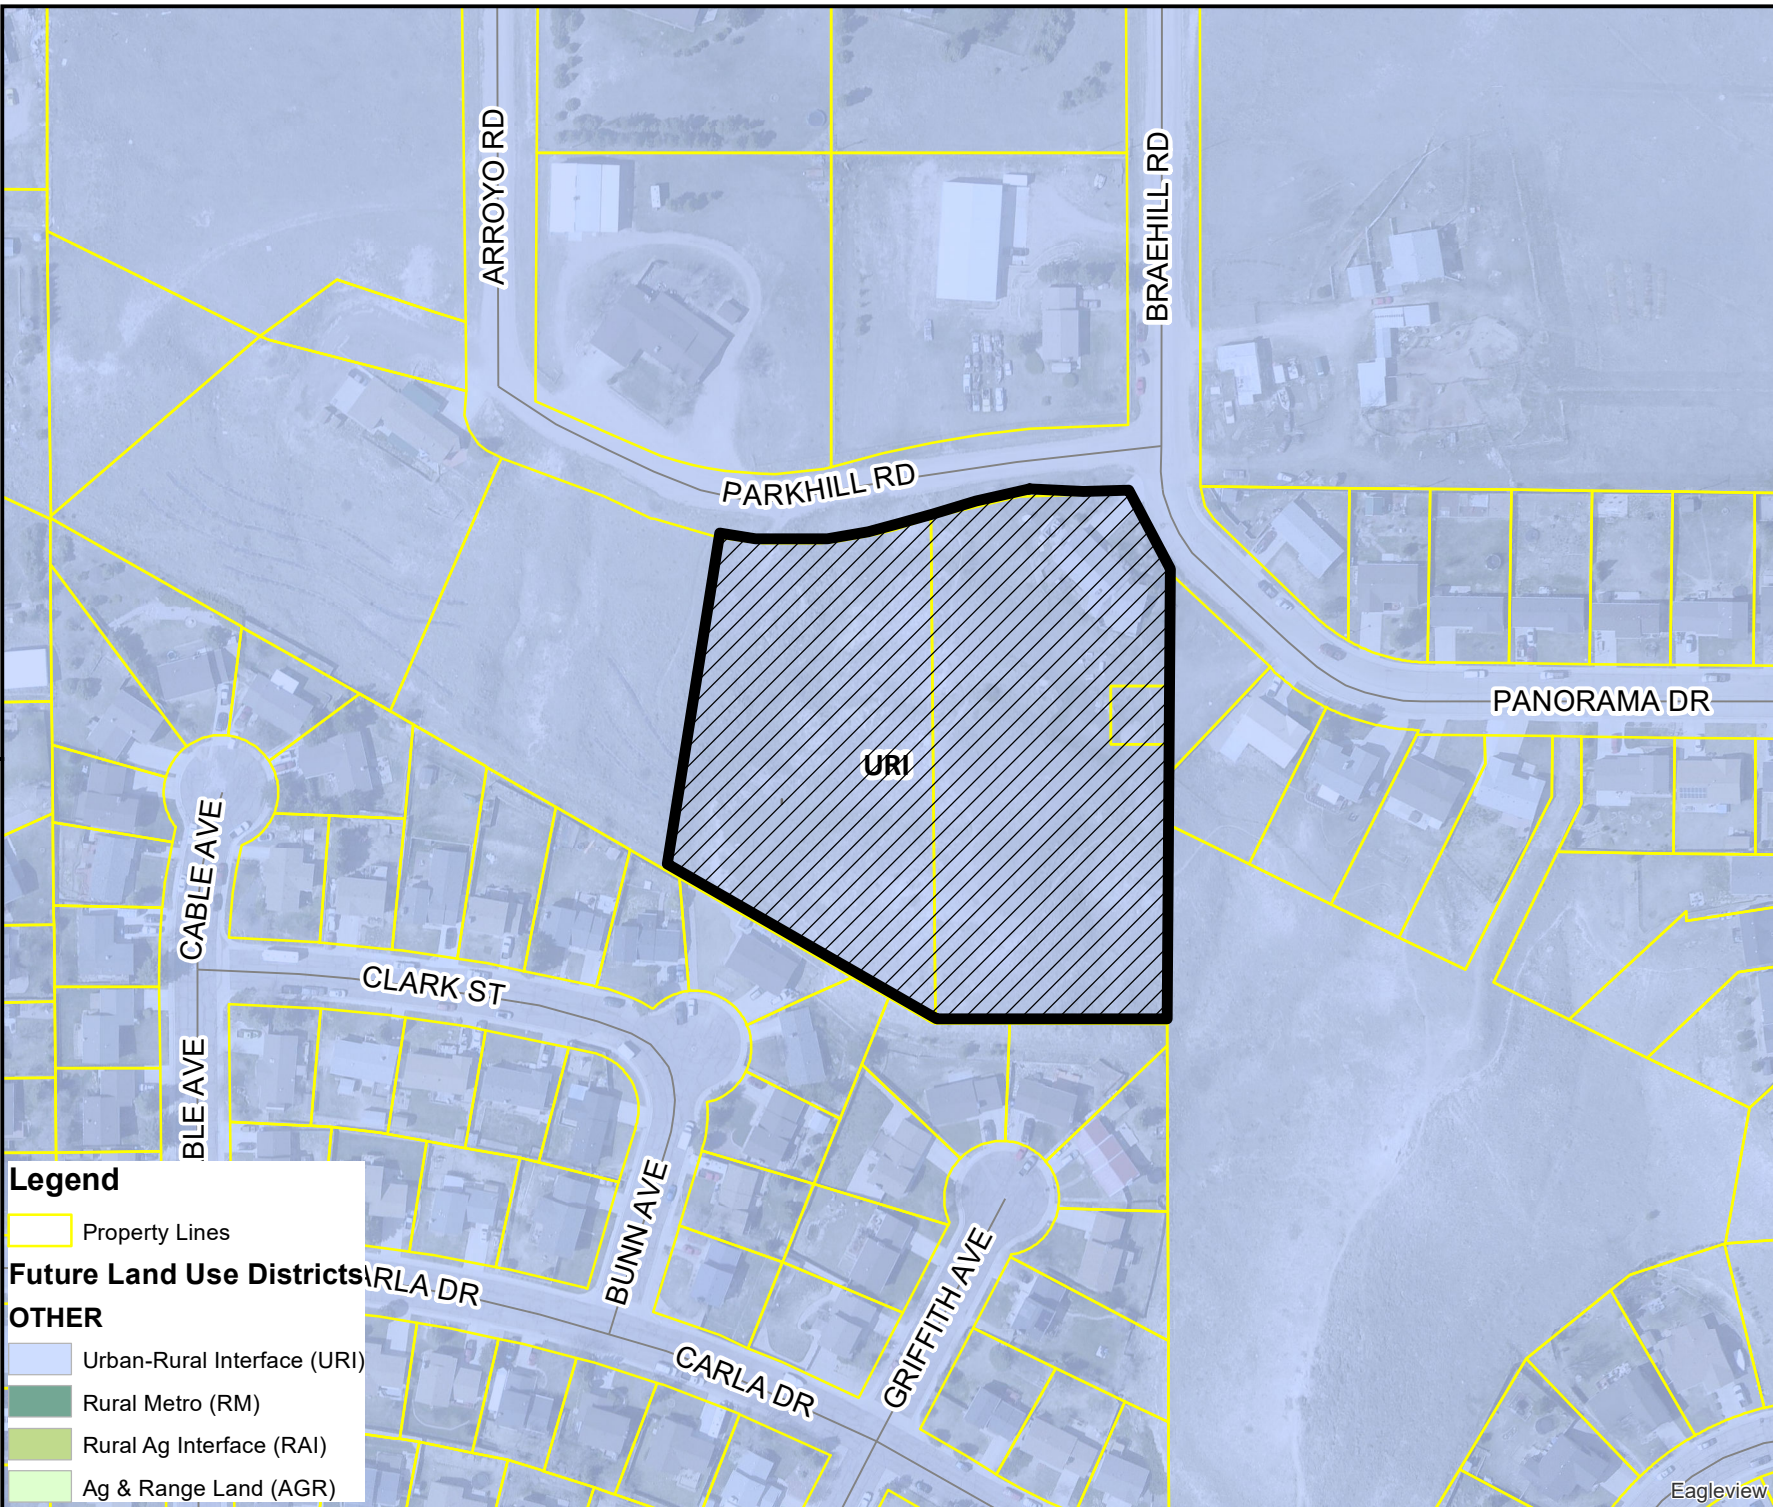 ARROYO RD
BRAEHILL RD
PARKHILL RD
PANORAMA DR
URI
CABLE AVE
CLARK ST
BLE AVE
BUNN AVE
GRIFFITH AVE
ARLA DR
CARLA DR
Legend
Property Lines
Future Land Use Districts
OTHER
Urban-Rural Interface (URI)
Rural Metro (RM)
Rural Ag Interface (RAI)
Ag & Range Land (AGR)
Eagleview